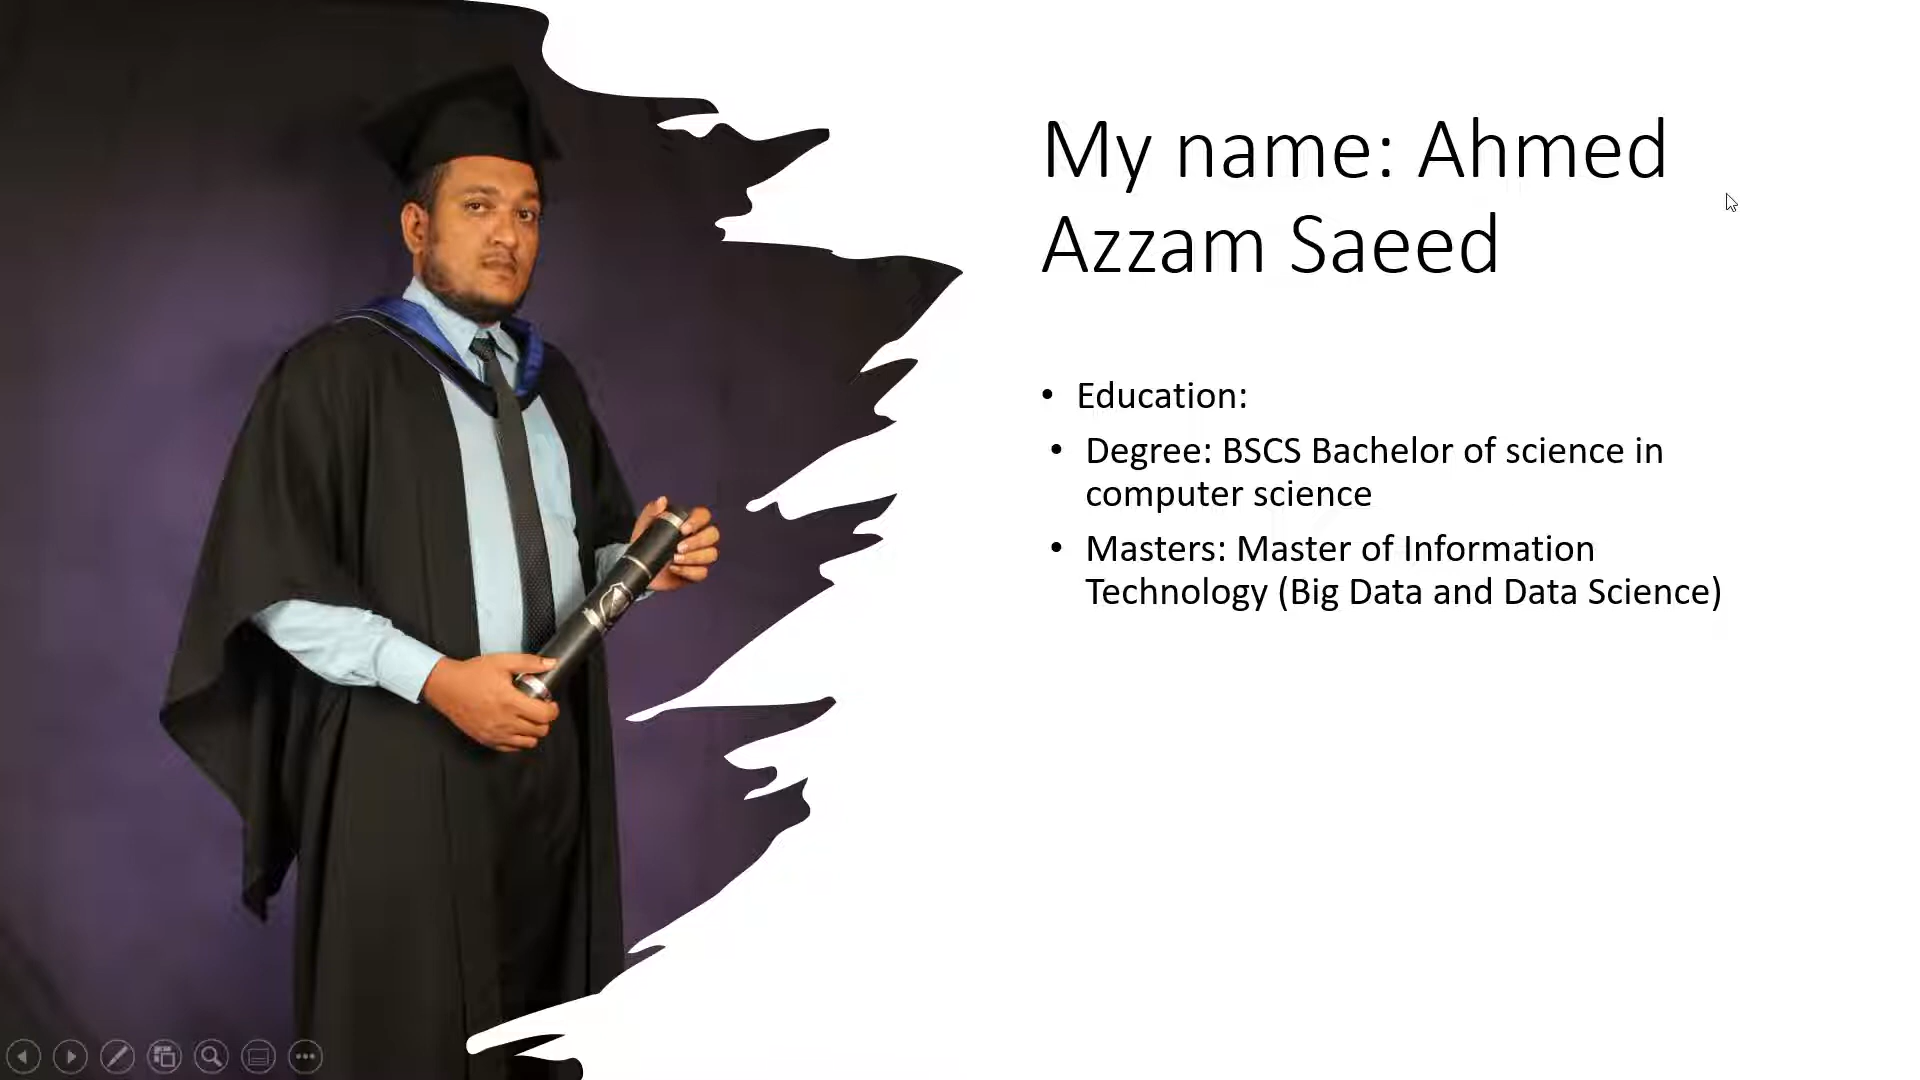 My name: Ahmed
Azzam Saeed
• Education:
• Degree: BSCS Bachelor of science in
computer science
• Masters: Master of Information
Technology (Big Data and Data Science)